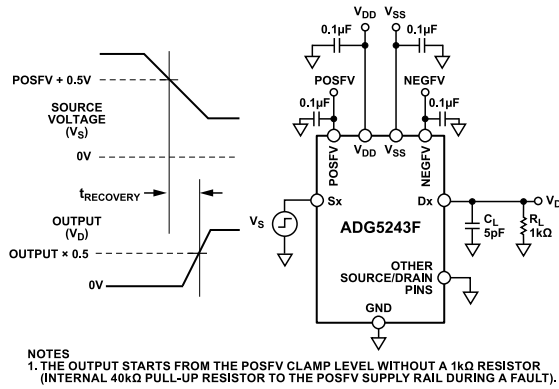 POSFV + 0.5V
SOURCE
VOLTAGE
(VS)
0V
tRECOVERY
OUTPUT
(VD)
OUTPUT × 0.5
0V
VDD
VSS
0.1µF
0.1µF
POSFV
NEGFV
0.1µF
0.1µF
POSFV
VDD
VSS
NEGFV
VS
Sx
Dx
VD
ADG5243F
CL
5pF
RL
1kΩ
OTHER
SOURCE/DRAIN
PINS
GND
NOTES
1. THE OUTPUT STARTS FROM THE POSFV CLAMP LEVEL WITHOUT A 1kΩ RESISTOR
(INTERNAL 40kΩ PULL-UP RESISTOR TO THE POSFV SUPPLY RAIL DURING A FAULT).